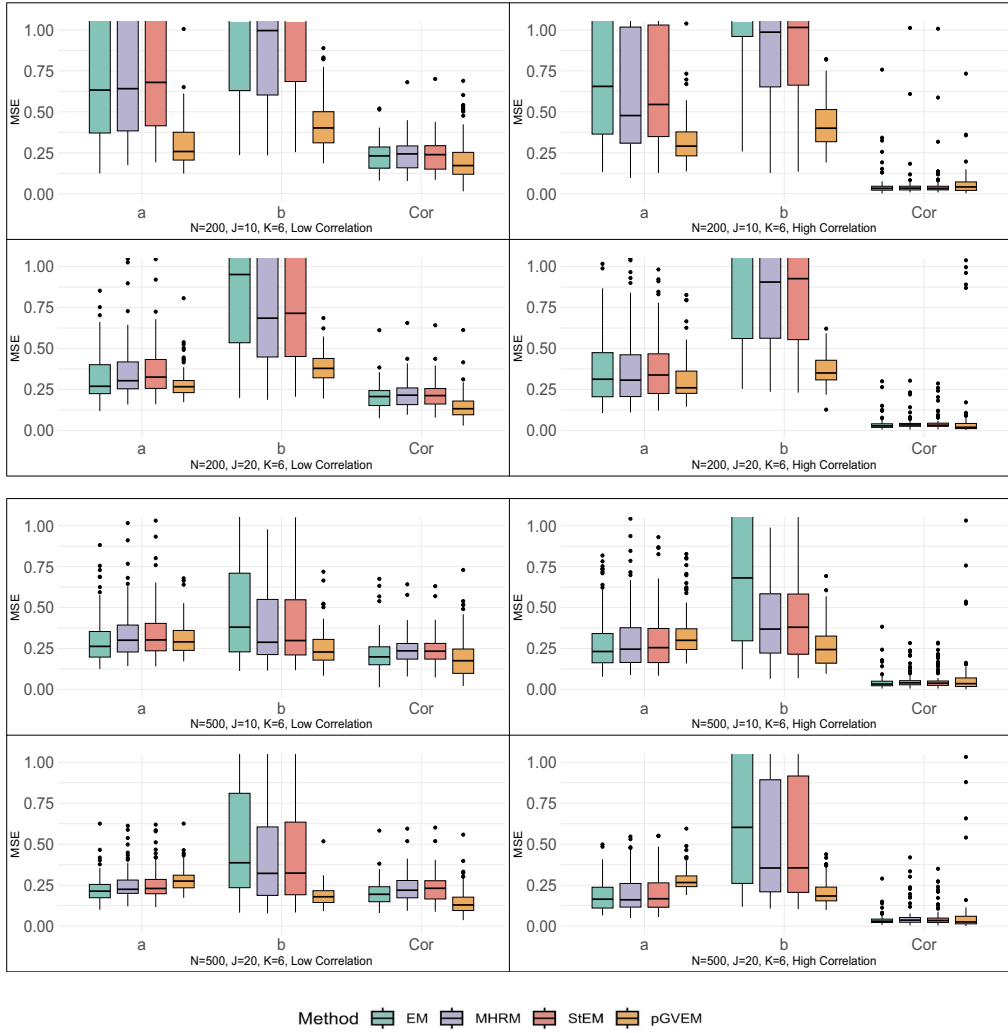 1.00
0.75
0.50
0.25
0.00
MSE
a
b
Cor
N=200, J=10, K=6, Low Correlation
1.00
0.75
0.50
0.25
0.00
MSE
a
b
Cor
N=200, J=10, K=6, High Correlation
1.00
0.75
0.50
0.25
0.00
MSE
a
b
Cor
N=200, J=20, K=6, Low Correlation
1.00
0.75
0.50
0.25
0.00
MSE
a
b
Cor
N=200, J=20, K=6, High Correlation
1.00
0.75
0.50
0.25
0.00
MSE
a
b
Cor
N=500, J=10, K=6, Low Correlation
1.00
0.75
0.50
0.25
0.00
MSE
a
b
Cor
N=500, J=10, K=6, High Correlation
1.00
0.75
0.50
0.25
0.00
MSE
a
b
Cor
N=500, J=20, K=6, Low Correlation
1.00
0.75
0.50
0.25
0.00
MSE
a
b
Cor
N=500, J=20, K=6, High Correlation
Method EM MHRM StEM pGVEM